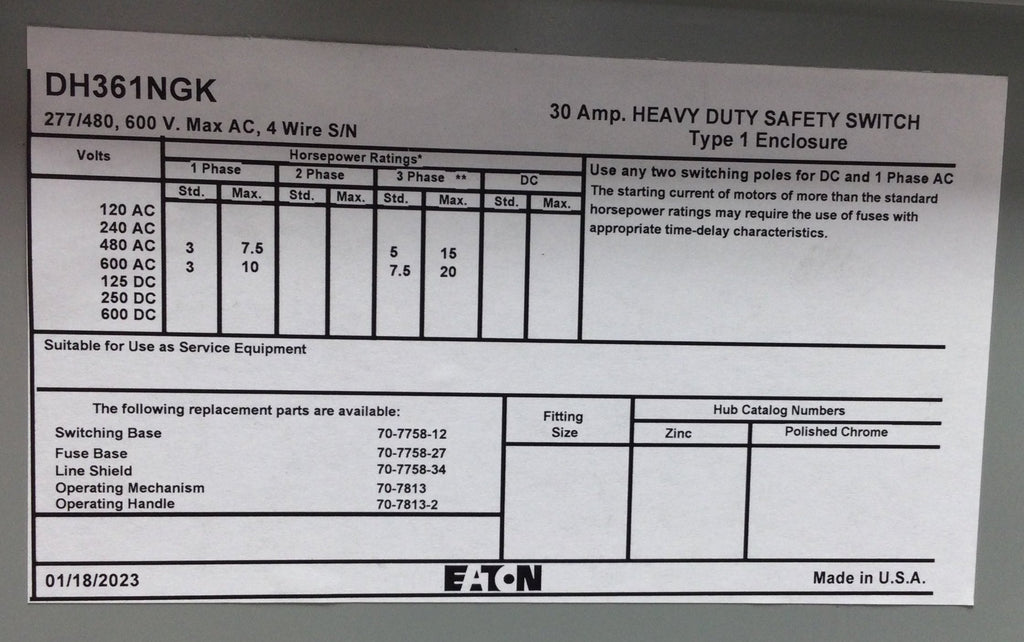 DH361NGK
277/480, 600 V. Max AC, 4 Wire S/N
30 Amp. HEAVY DUTY SAFETY SWITCH
Type 1 Enclosure
Volts
Horsepower Ratings*
1 Phase 2 Phase 3 Phase ** DC
Std. Max. Std. Max. Std. Max. Std. Max.
120 AC
240 AC
480 AC 3 7.5 5 15
600 AC 3 10 7.5 20
125 DC
250 DC
600 DC
Use any two switching poles for DC and 1 Phase AC
The starting current of motors of more than the standard
horsepower ratings may require the use of fuses with
appropriate time-delay characteristics.
Suitable for Use as Service Equipment
The following replacement parts are available:
Switching Base 70-7758-12
Fuse Base 70-7758-27
Line Shield 70-7758-34
Operating Mechanism 70-7813
Operating Handle 70-7813-2
Fitting
Size
Hub Catalog Numbers
Zinc Polished Chrome
01/18/2023
EATON
Made in U.S.A.